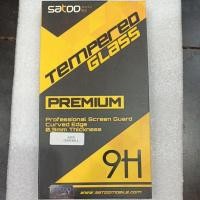 satoo
TEMPERED
GLASS
PREMIUM
Professional Screen Guard
Curved Edge
0.3mm Thickness
9H
www.satoomobile.com